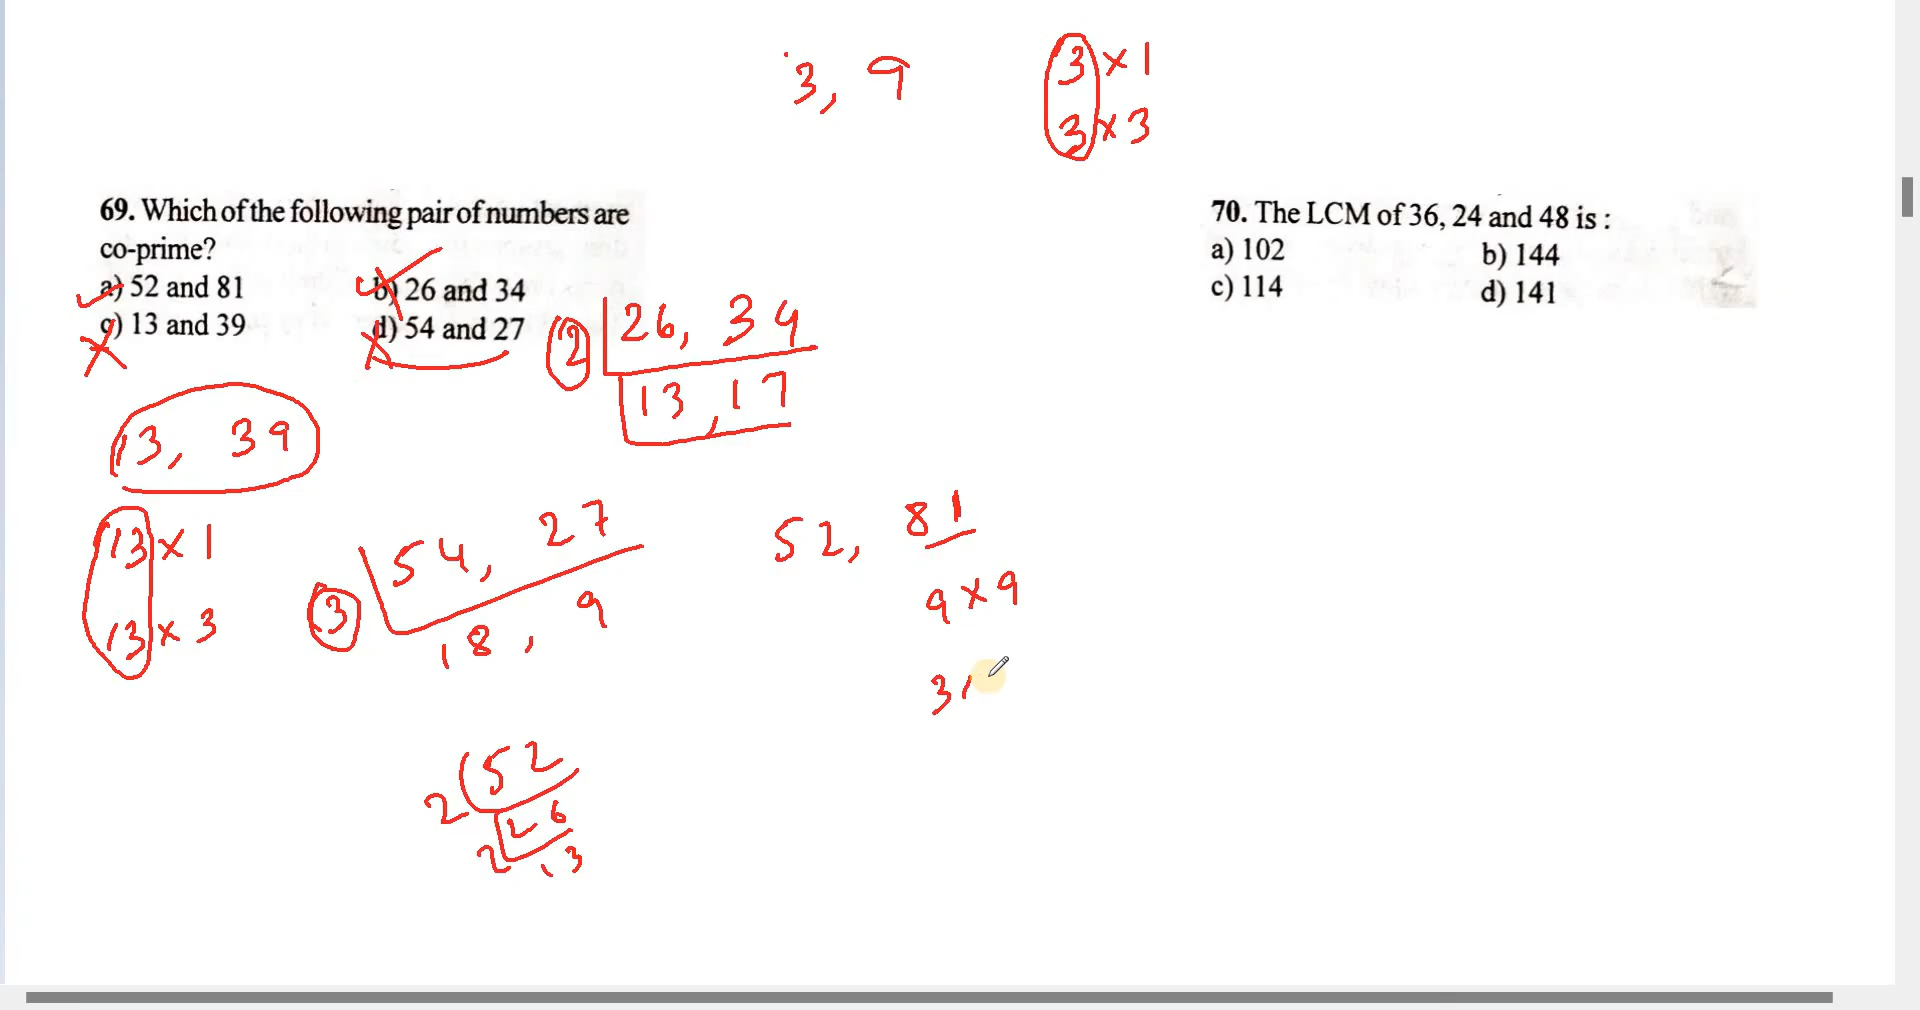 3, 9
3 × 1
3 × 3
69. Which of the following pair of numbers are
co-prime?
a) 52 and 81
b) 26 and 34
c) 13 and 39
d) 54 and 27
2 26, 34
13, 17
13, 39
13 × 1
13 × 3
3 54, 27
18, 9
52, 81
9 × 9
3,
2 52
2 26
13
70. The LCM of 36, 24 and 48 is :
a) 102
b) 144
c) 114
d) 141